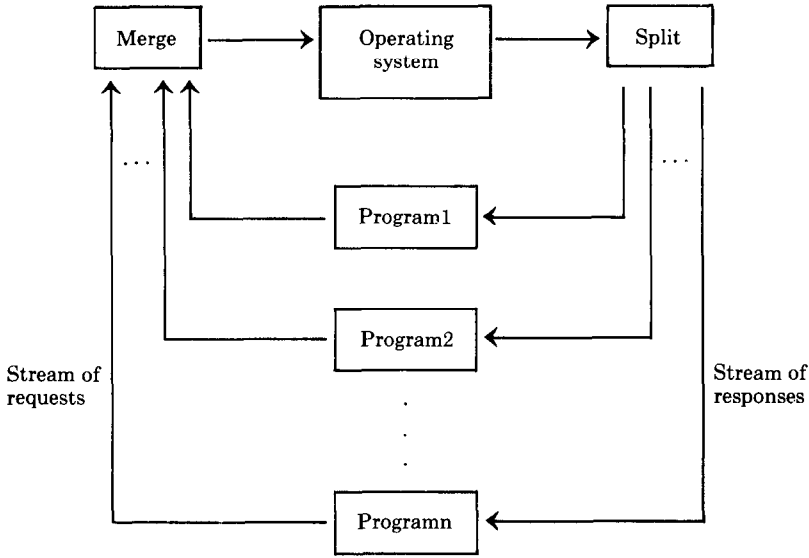 Merge
Operating
system
Split
...
...
Program1
Program2
Stream of
requests
Stream of
responses
.
.
.
Programn